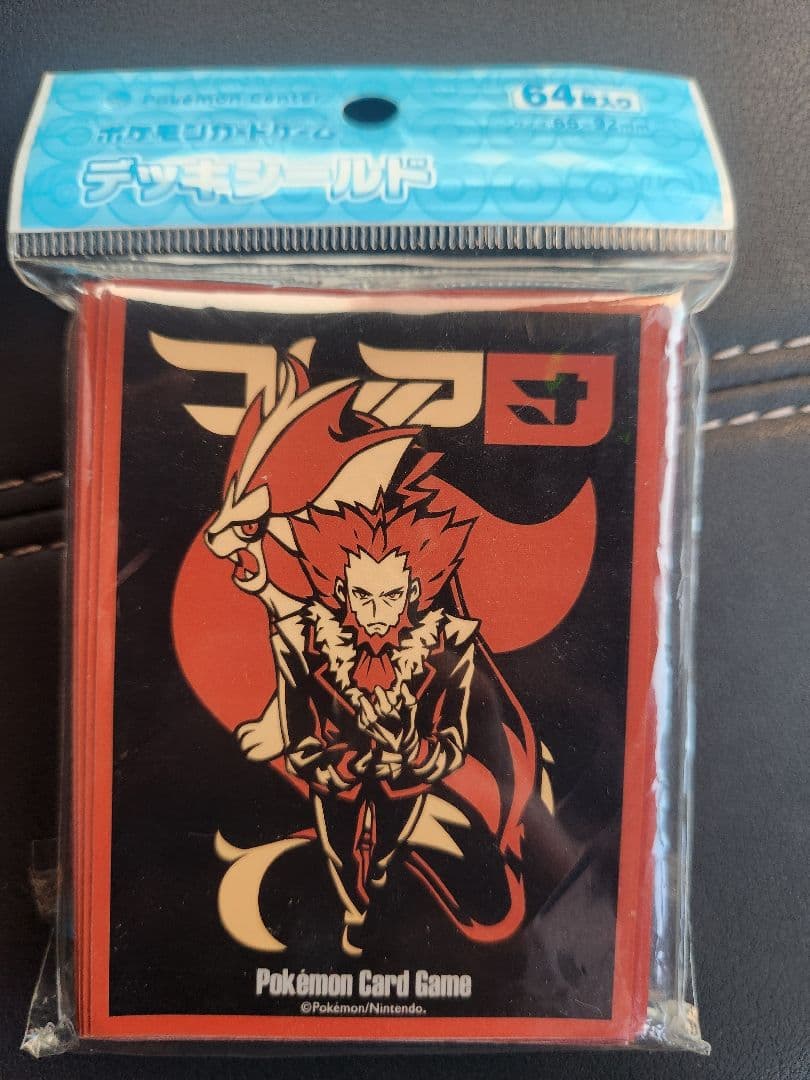 Pokémon Center
64枚入り
ポケモンカードゲーム
デッキシールド
Pokémon Card Game
©Pokémon/Nintendo.